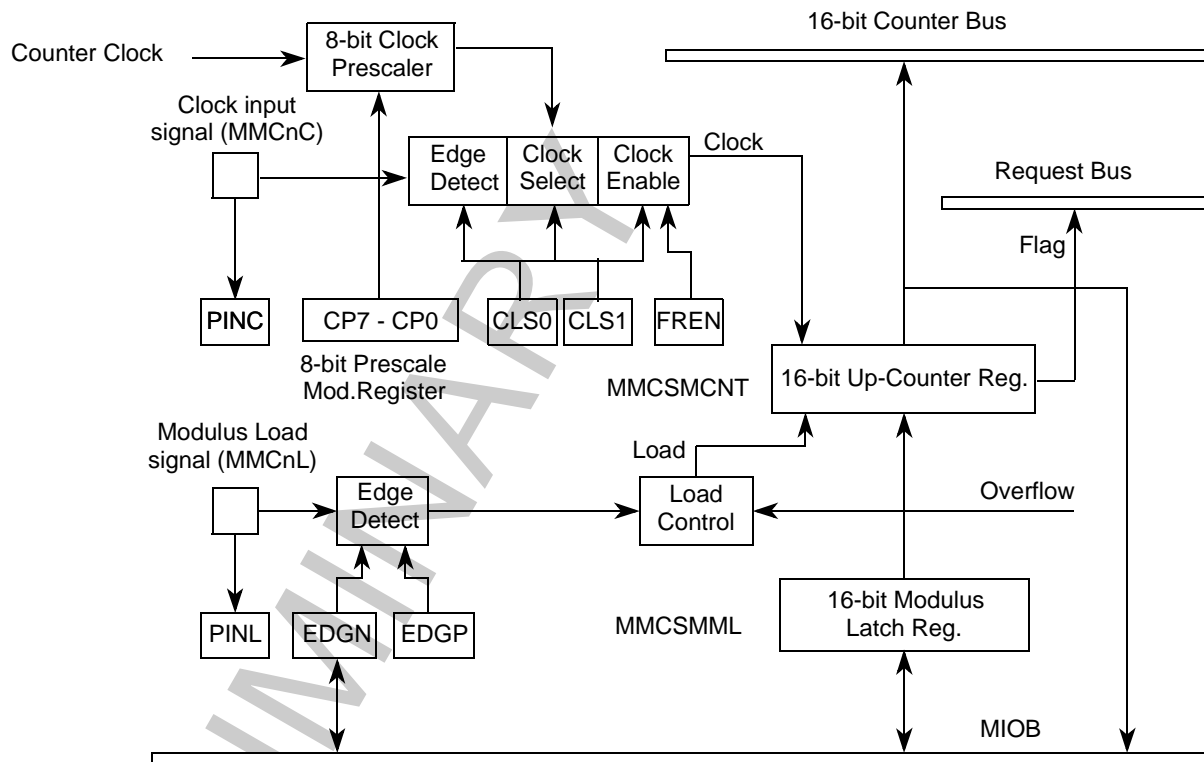 16-bit Counter Bus
Counter Clock
8-bit Clock
Prescaler
Clock input
signal (MMCnC)
Edge
Detect
Clock
Select
Clock
Enable
Clock
Request Bus
Flag
PINC
CP7 - CP0
CLS0
CLS1
FREN
8-bit Prescale
Mod.Register
MMCSMCNT
16-bit Up-Counter Reg.
Modulus Load
signal (MMCnL)
Load
Edge
Detect
Load
Control
Overflow
PINL
EDGN
EDGP
MMCSMML
16-bit Modulus
Latch Reg.
MIOB
IMINARY